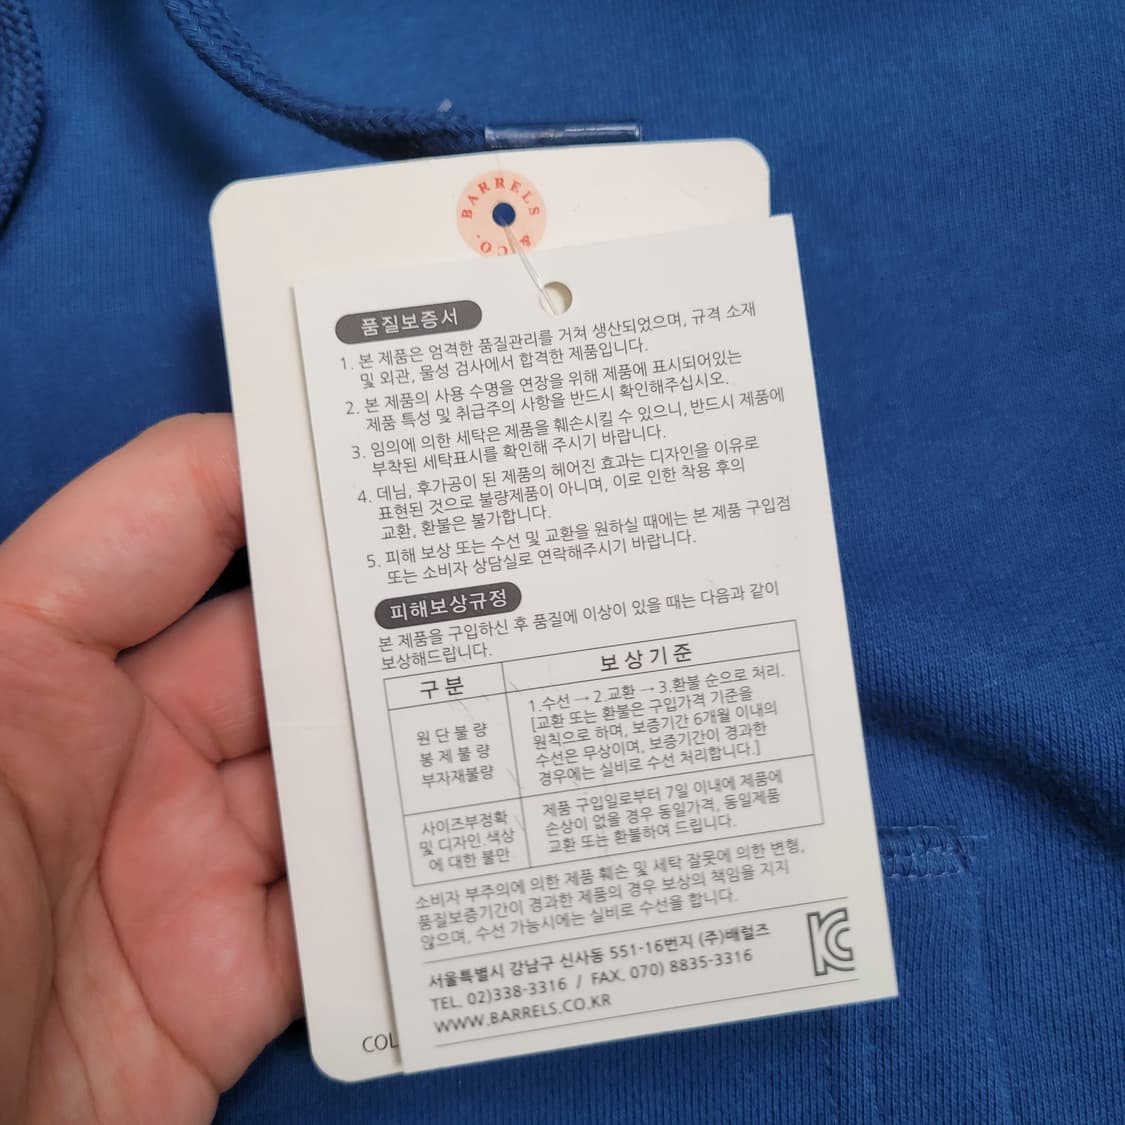 BARRELS & CO.
품질보증서
1. 본 제품은 엄격한 품질관리를 거쳐 생산되었으며, 규격 소재
및 외관, 물성 검사에서 합격한 제품입니다.
2. 본 제품의 사용 수명을 연장을 위해 제품에 표시되어있는
제품 특성 및 취급주의 사항을 반드시 확인해주십시오.
3. 임의에 의한 세탁은 제품을 훼손시킬 수 있으니, 반드시 제품에
부착된 세탁표시를 확인해 주시기 바랍니다.
4. 데님, 후가공이 된 제품의 헤어진 효과는 디자인을 이유로
표현된 것으로 불량제품이 아니며, 이로 인한 착용 후의
교환, 환불은 불가합니다.
5. 피해 보상 또는 수선 및 교환을 원하실 때에는 본 제품 구입점
또는 소비자 상담실로 연락해주시기 바랍니다.
피해보상규정
본 제품을 구입하신 후 품질에 이상이 있을 때는 다음과 같이
보상해드립니다.
구분 보상기준
원단불량
봉제불량
부자재불량
1.수선 → 2.교환 → 3.환불 순으로 처리.
[교환 또는 환불은 구입가격 기준을
원칙으로 하며, 보증기간 6개월 이내의
수선은 무상이며, 보증기간이 경과한
경우에는 실비로 수선 처리합니다.]
사이즈부정확
및 디자인.색상
에 대한 불만
제품 구입일로부터 7일 이내에 제품에
손상이 없을 경우 동일가격, 동일제품
교환 또는 환불하여 드립니다.
소비자 부주의에 의한 제품 훼손 및 세탁 잘못에 의한 변형,
품질보증기간이 경과한 제품의 경우 보상의 책임을 지지
않으며, 수선 가능시에는 실비로 수선을 합니다.
서울특별시 강남구 신사동 551-16번지 (주)배럴즈
TEL. 02)338-3316 / FAX. 070) 8835-3316
WWW.BARRELS.CO.KR
KC
COL